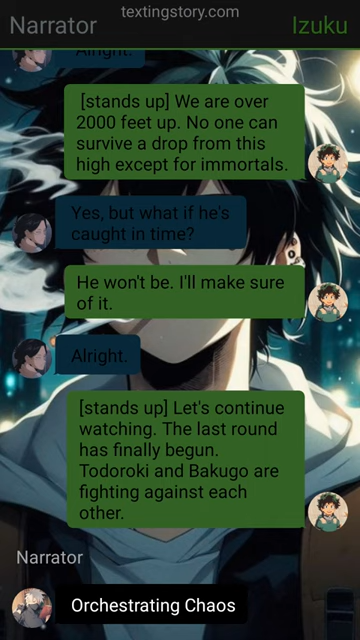 textingstory.com
Narrator
Izuku
Alright.
[stands up] We are over
2000 feet up. No one can
survive a drop from this
high except for immortals.
Yes, but what if he's
caught in time?
He won't be. I'll make sure
of it.
Alright.
[stands up] Let's continue
watching. The last round
has finally begun.
Todoroki and Bakugo are
fighting against each
other.
Narrator
Orchestrating Chaos